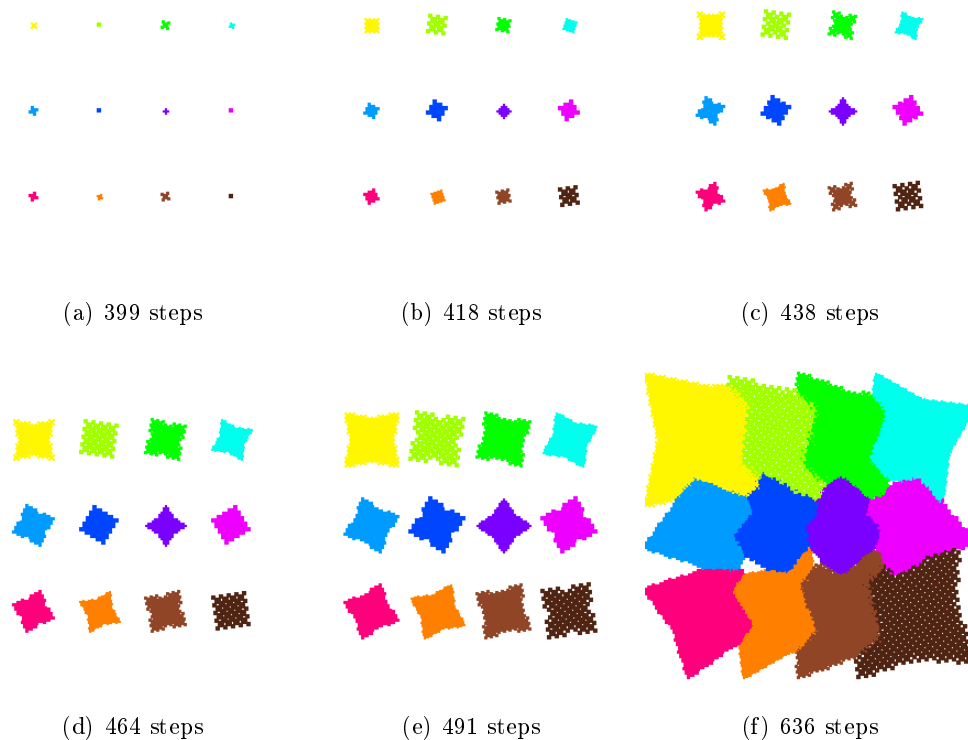 (a) 399 steps
(b) 418 steps
(c) 438 steps
(d) 464 steps
(e) 491 steps
(f) 636 steps